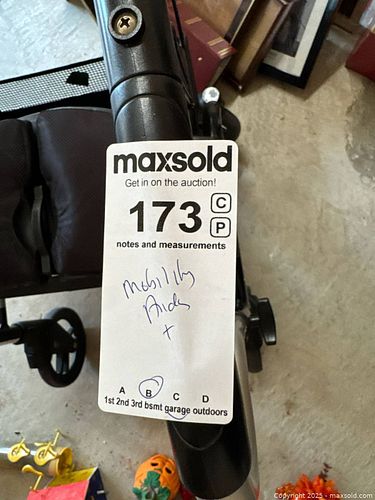 maxsold
Get in on the auction!
173 C
P
notes and measurements
Mobility
Aids
+
A B C D
1st 2nd 3rd bsmt garage outdoors
Copyright 2025 - maxsold.com